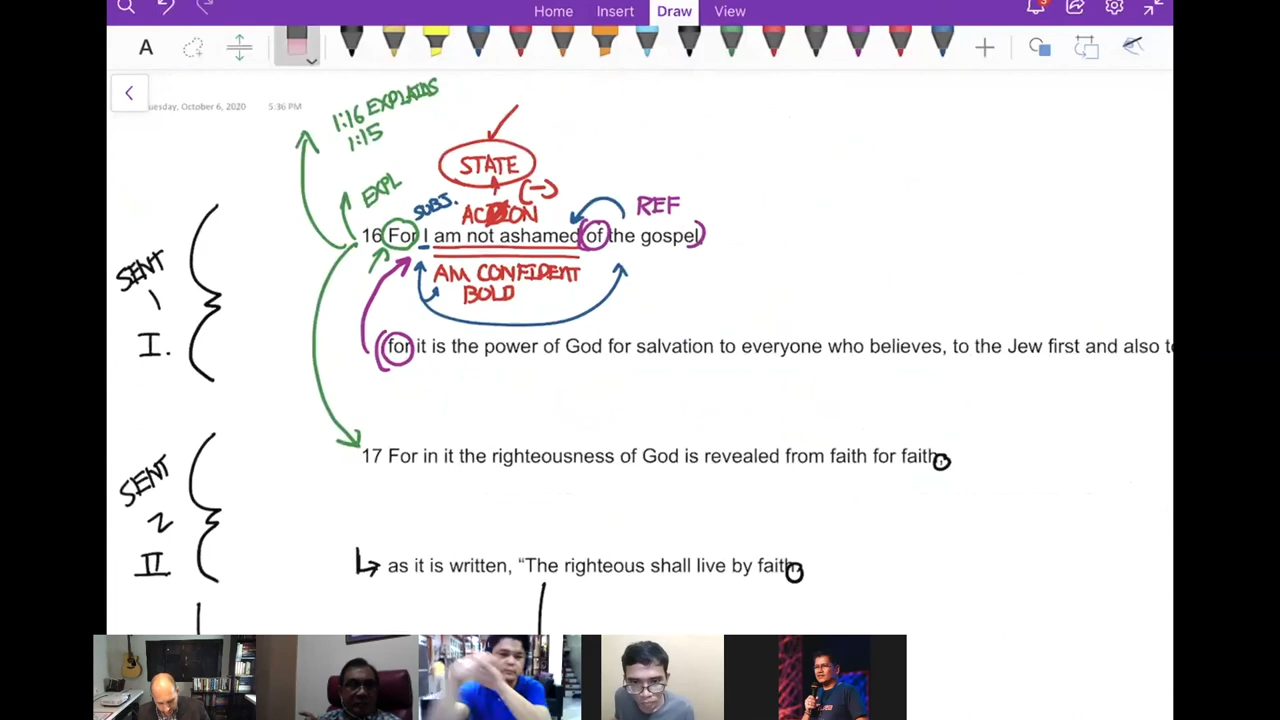 Home Insert Draw View
A
uesday, October 6, 2020 5:36 PM
1:16 EXPLAINS
1:15
STATE
EXPL
SUBJ.
(-)
ACTION
REF
16 For I am not ashamed of the gospel,
AM CONFIDENT
BOLD
SENT
1
I.
for it is the power of God for salvation to everyone who believes, to the Jew first and also t
17 For in it the righteousness of God is revealed from faith for faith,
SENT
2
II
as it is written, “The righteous shall live by faith